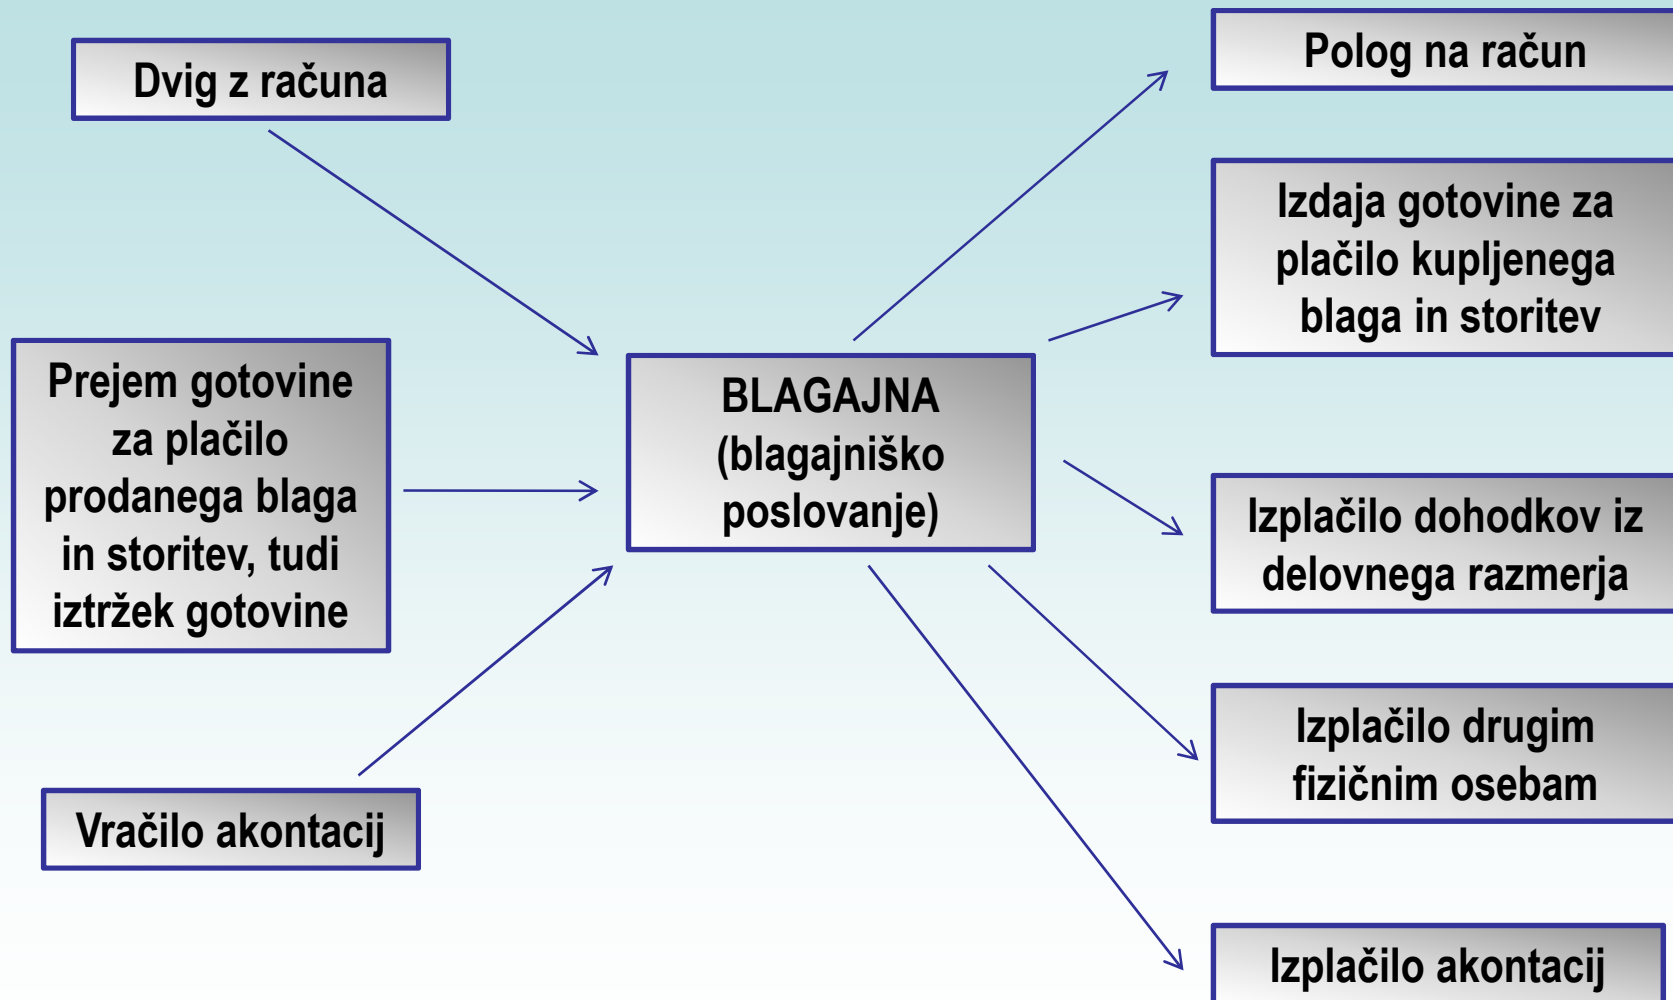 Dvig z računa
Prejem gotovine
za plačilo
prodanega blaga
in storitev, tudi
iztržek gotovine
Vračilo akontacij
BLAGAJNA
(blagajniško
poslovanje)
Polog na račun
Izdaja gotovine za
plačilo kupljenega
blaga in storitev
Izplačilo dohodkov iz
delovnega razmerja
Izplačilo drugim
fizičnim osebam
Izplačilo akontacij